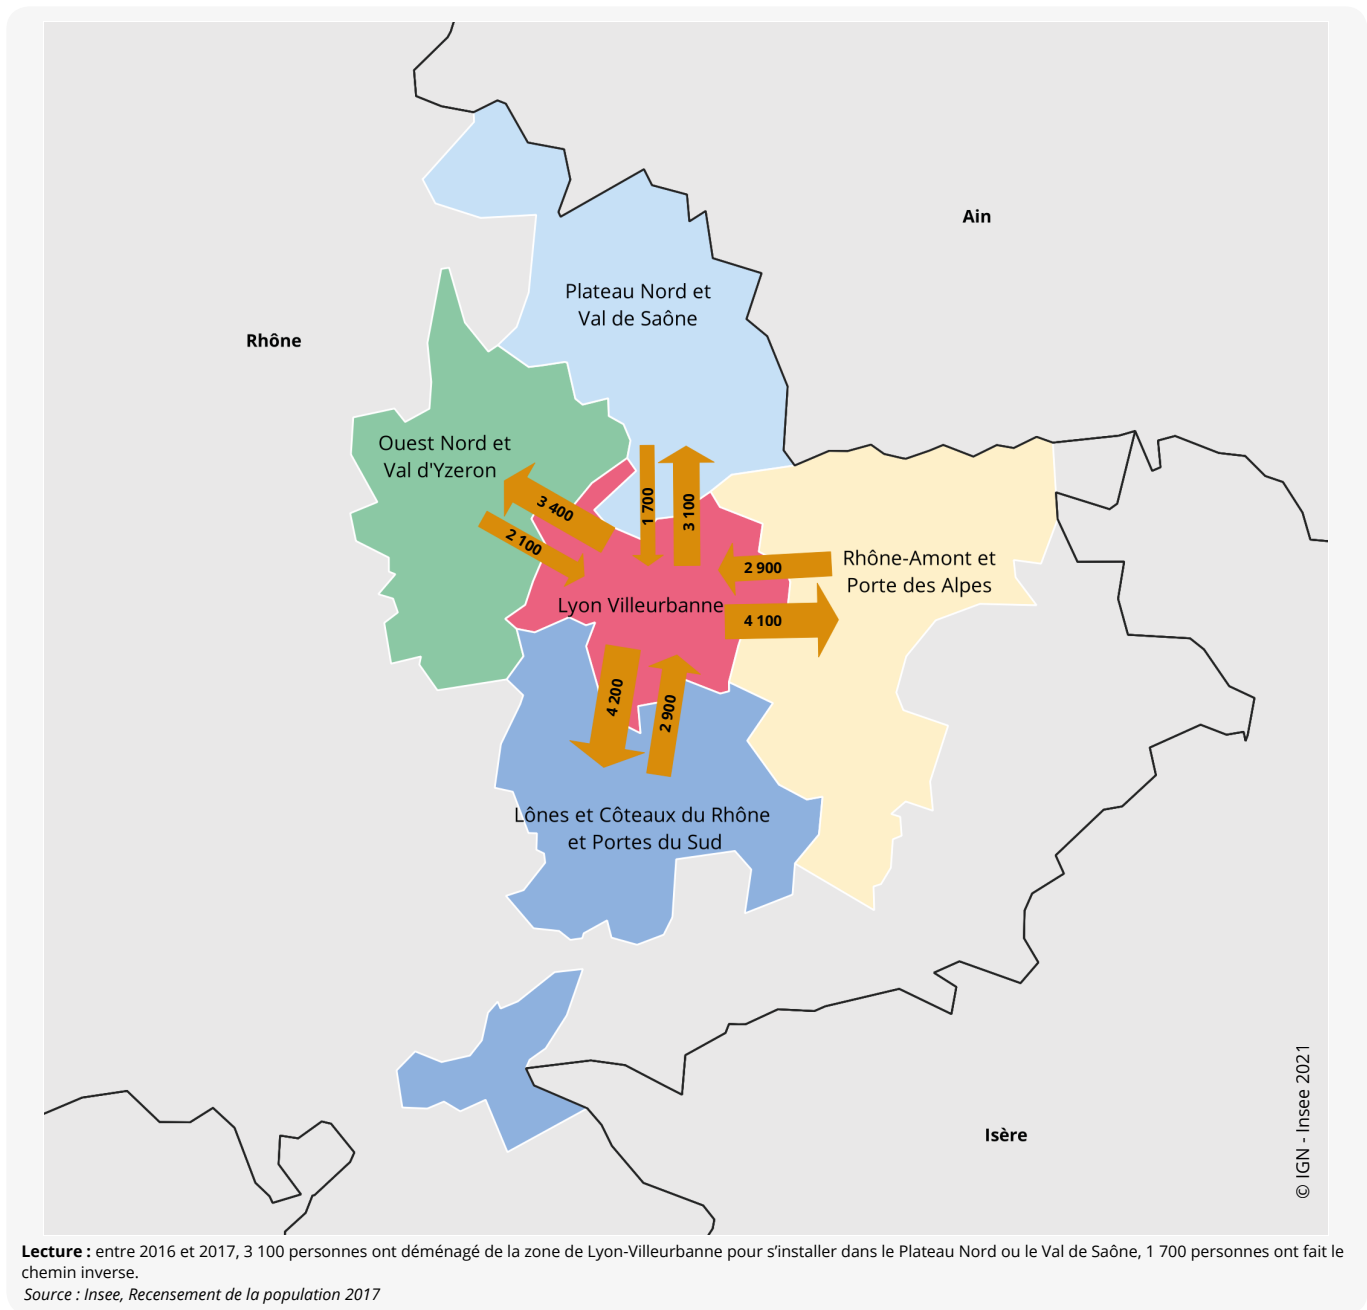 Ain
Plateau Nord et
Val de Saône
Rhône
Ouest Nord et
Val d'Yzeron
3 400
2 100
1 700
3 100
2 900
Rhône-Amont et
Porte des Alpes
4 100
Lyon Villeurbanne
4 200
2 900
Lônes et Côteaux du Rhône
et Portes du Sud
Isère
© IGN - Insee 2021
Lecture : entre 2016 et 2017, 3 100 personnes ont déménagé de la zone de Lyon-Villeurbanne pour s’installer dans le Plateau Nord ou le Val de Saône, 1 700 personnes ont fait le
chemin inverse.
Source : Insee, Recensement de la population 2017